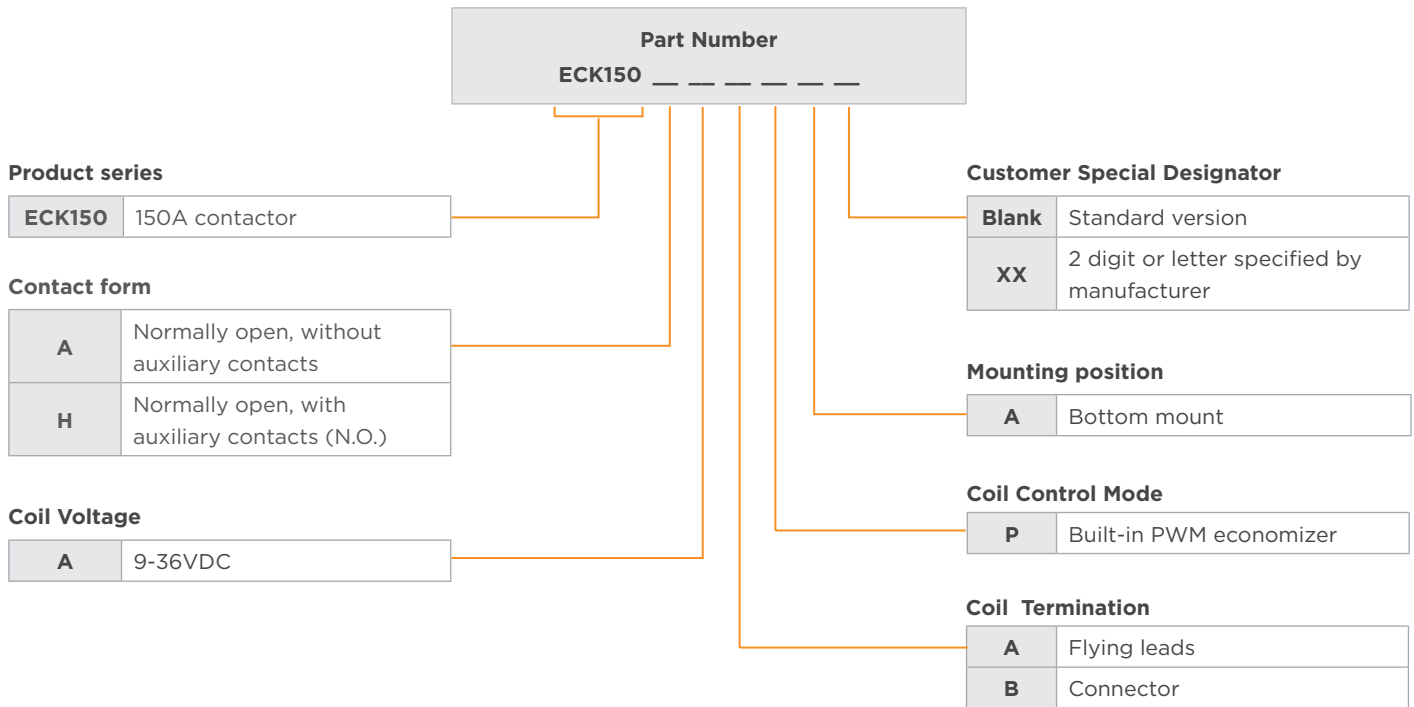 Part Number
ECK150 __ __ __ __ __ __
Product series
ECK150 150A contactor
Contact form
A Normally open, without
auxiliary contacts
H Normally open, with
auxiliary contacts (N.O.)
Coil Voltage
A 9-36VDC
Customer Special Designator
Blank Standard version
XX 2 digit or letter specified by
manufacturer
Mounting position
A Bottom mount
Coil Control Mode
P Built-in PWM economizer
Coil Termination
A Flying leads
B Connector